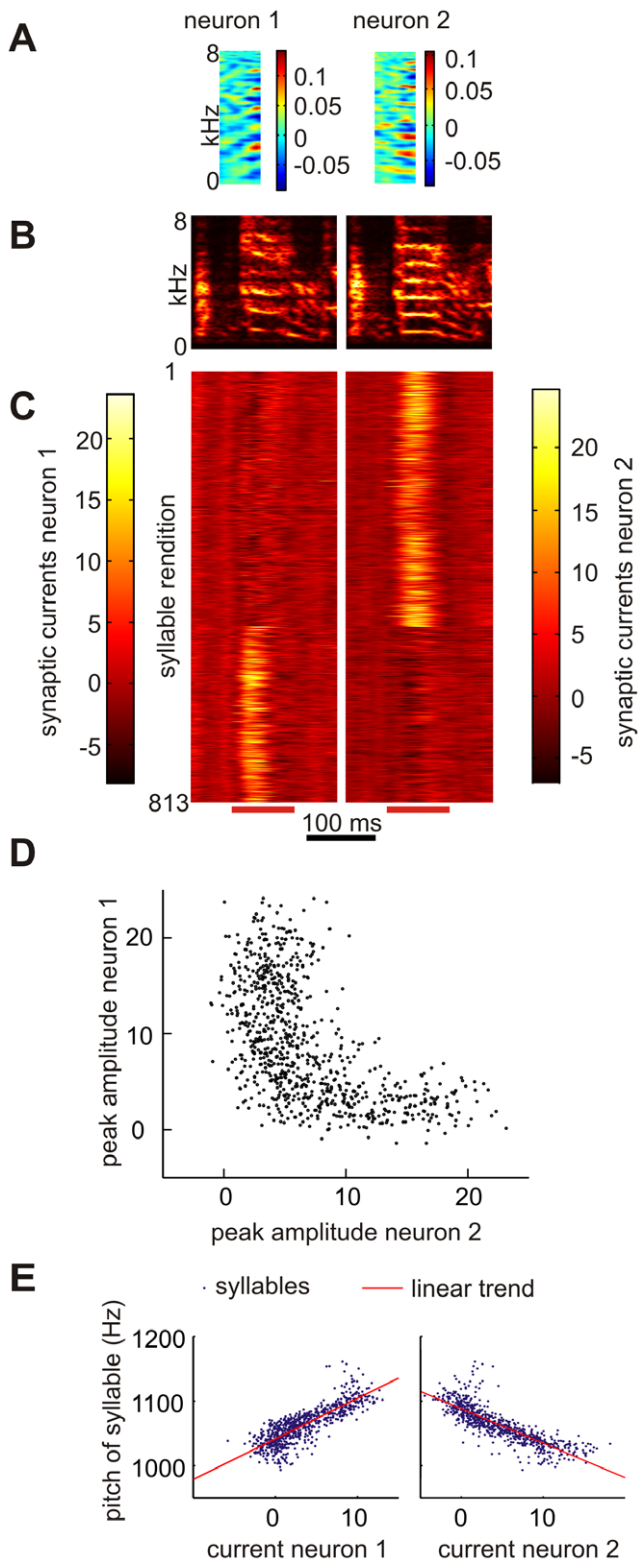 A
neuron 1
neuron 2
8
kHz
0
0.1
0.05
0
-0.05
0.1
0.05
0
-0.05
B
8
kHz
0
C
synaptic currents neuron 1
20
15
10
5
0
-5
1
syllable rendition
813
100 ms
20
15
10
5
0
-5
synaptic currents neuron 2
D
peak amplitude neuron 1
20
10
0
0 10 20
peak amplitude neuron 2
E
syllables
linear trend
pitch of syllable (Hz)
1200
1100
1000
0 10
current neuron 1
0 10
current neuron 2